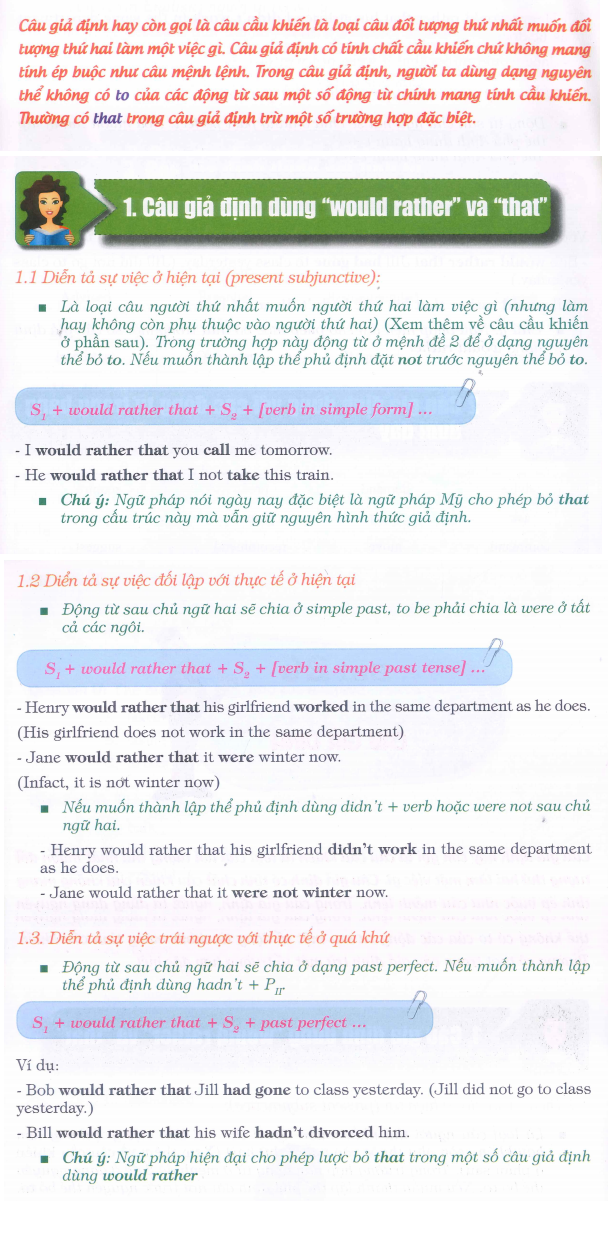 Câu giả định hay còn gọi là câu cầu khiến là loại câu đối tượng thứ nhất muốn đối
tượng thứ hai làm một việc gì. Câu giả định có tính chất cầu khiến chứ không mang
tính ép buộc như câu mệnh lệnh. Trong câu giả định, người ta dùng dạng nguyên
thể không có to của các động từ sau một số động từ chính mang tính cầu khiến.
Thường có that trong câu giả định trừ một số trường hợp đặc biệt.
1. Câu giả định dùng “would rather” và “that”
1.1 Diễn tả sự việc ở hiện tại (present subjunctive):
■ Là loại câu người thứ nhất muốn người thứ hai làm việc gì (nhưng làm
hay không còn phụ thuộc vào người thứ hai) (Xem thêm về câu cầu khiến
ở phần sau). Trong trường hợp này động từ ở mệnh đề 2 để ở dạng nguyên
thể bỏ to. Nếu muốn thành lập thể phủ định đặt not trước nguyên thể bỏ to.
S₁ + would rather that + S₂ + [verb in simple form] ...
- I would rather that you call me tomorrow.
- He would rather that I not take this train.
■ Chú ý: Ngữ pháp nói ngày nay đặc biệt là ngữ pháp Mỹ cho phép bỏ that
trong cấu trúc này mà vẫn giữ nguyên hình thức giả định.
1.2 Diễn tả sự việc đối lập với thực tế ở hiện tại
■ Động từ sau chủ ngữ hai sẽ chia ở simple past, to be phải chia là were ở tất
cả các ngôi.
S₁ + would rather that + S₂ + [verb in simple past tense] ...
- Henry would rather that his girlfriend worked in the same department as he does.
(His girlfriend does not work in the same department)
- Jane would rather that it were winter now.
(Infact, it is not winter now)
■ Nếu muốn thành lập thể phủ định dùng didn't + verb hoặc were not sau chủ
ngữ hai.
- Henry would rather that his girlfriend didn't work in the same department
as he does.
- Jane would rather that it were not winter now.
1.3. Diễn tả sự việc trái ngược với thực tế ở quá khứ
■ Động từ sau chủ ngữ hai sẽ chia ở dạng past perfect. Nếu muốn thành lập
thể phủ định dùng hadn't + P_II.
S₁ + would rather that + S₂ + past perfect ...
Ví dụ:
- Bob would rather that Jill had gone to class yesterday. (Jill did not go to class
yesterday.)
- Bill would rather that his wife hadn't divorced him.
■ Chú ý: Ngữ pháp hiện đại cho phép lược bỏ that trong một số câu giả định
dùng would rather .